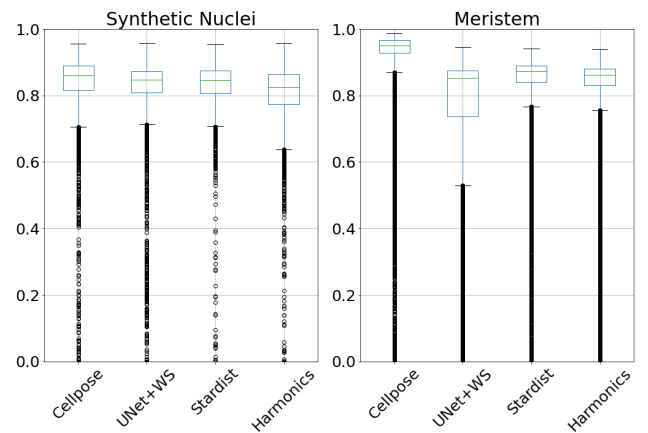 Synthetic Nuclei
Meristem
1.0
0.8
0.6
0.4
0.2
0.0
1.0
0.8
0.6
0.4
0.2
0.0
Cellpose
UNet+WS
Stardist
Harmonics
Cellpose
UNet+WS
Stardist
Harmonics